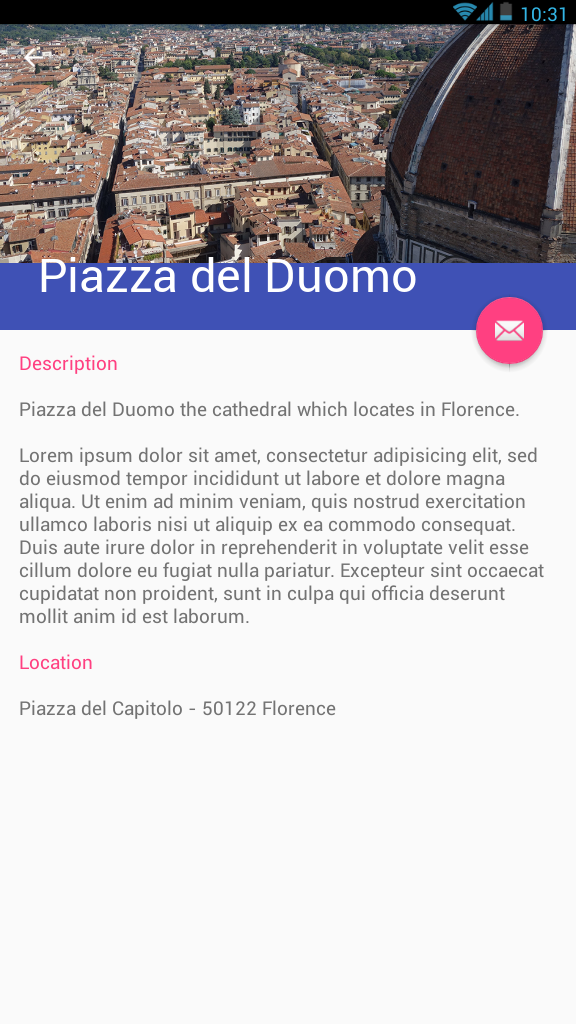 10:31
Piazza del Duomo
Description
Piazza del Duomo the cathedral which locates in Florence.
Lorem ipsum dolor sit amet, consectetur adipisicing elit, sed
do eiusmod tempor incididunt ut labore et dolore magna
aliqua. Ut enim ad minim veniam, quis nostrud exercitation
ullamco laboris nisi ut aliquip ex ea commodo consequat.
Duis aute irure dolor in reprehenderit in voluptate velit esse
cillum dolore eu fugiat nulla pariatur. Excepteur sint occaecat
cupidatat non proident, sunt in culpa qui officia deserunt
mollit anim id est laborum.
Location
Piazza del Capitolo - 50122 Florence